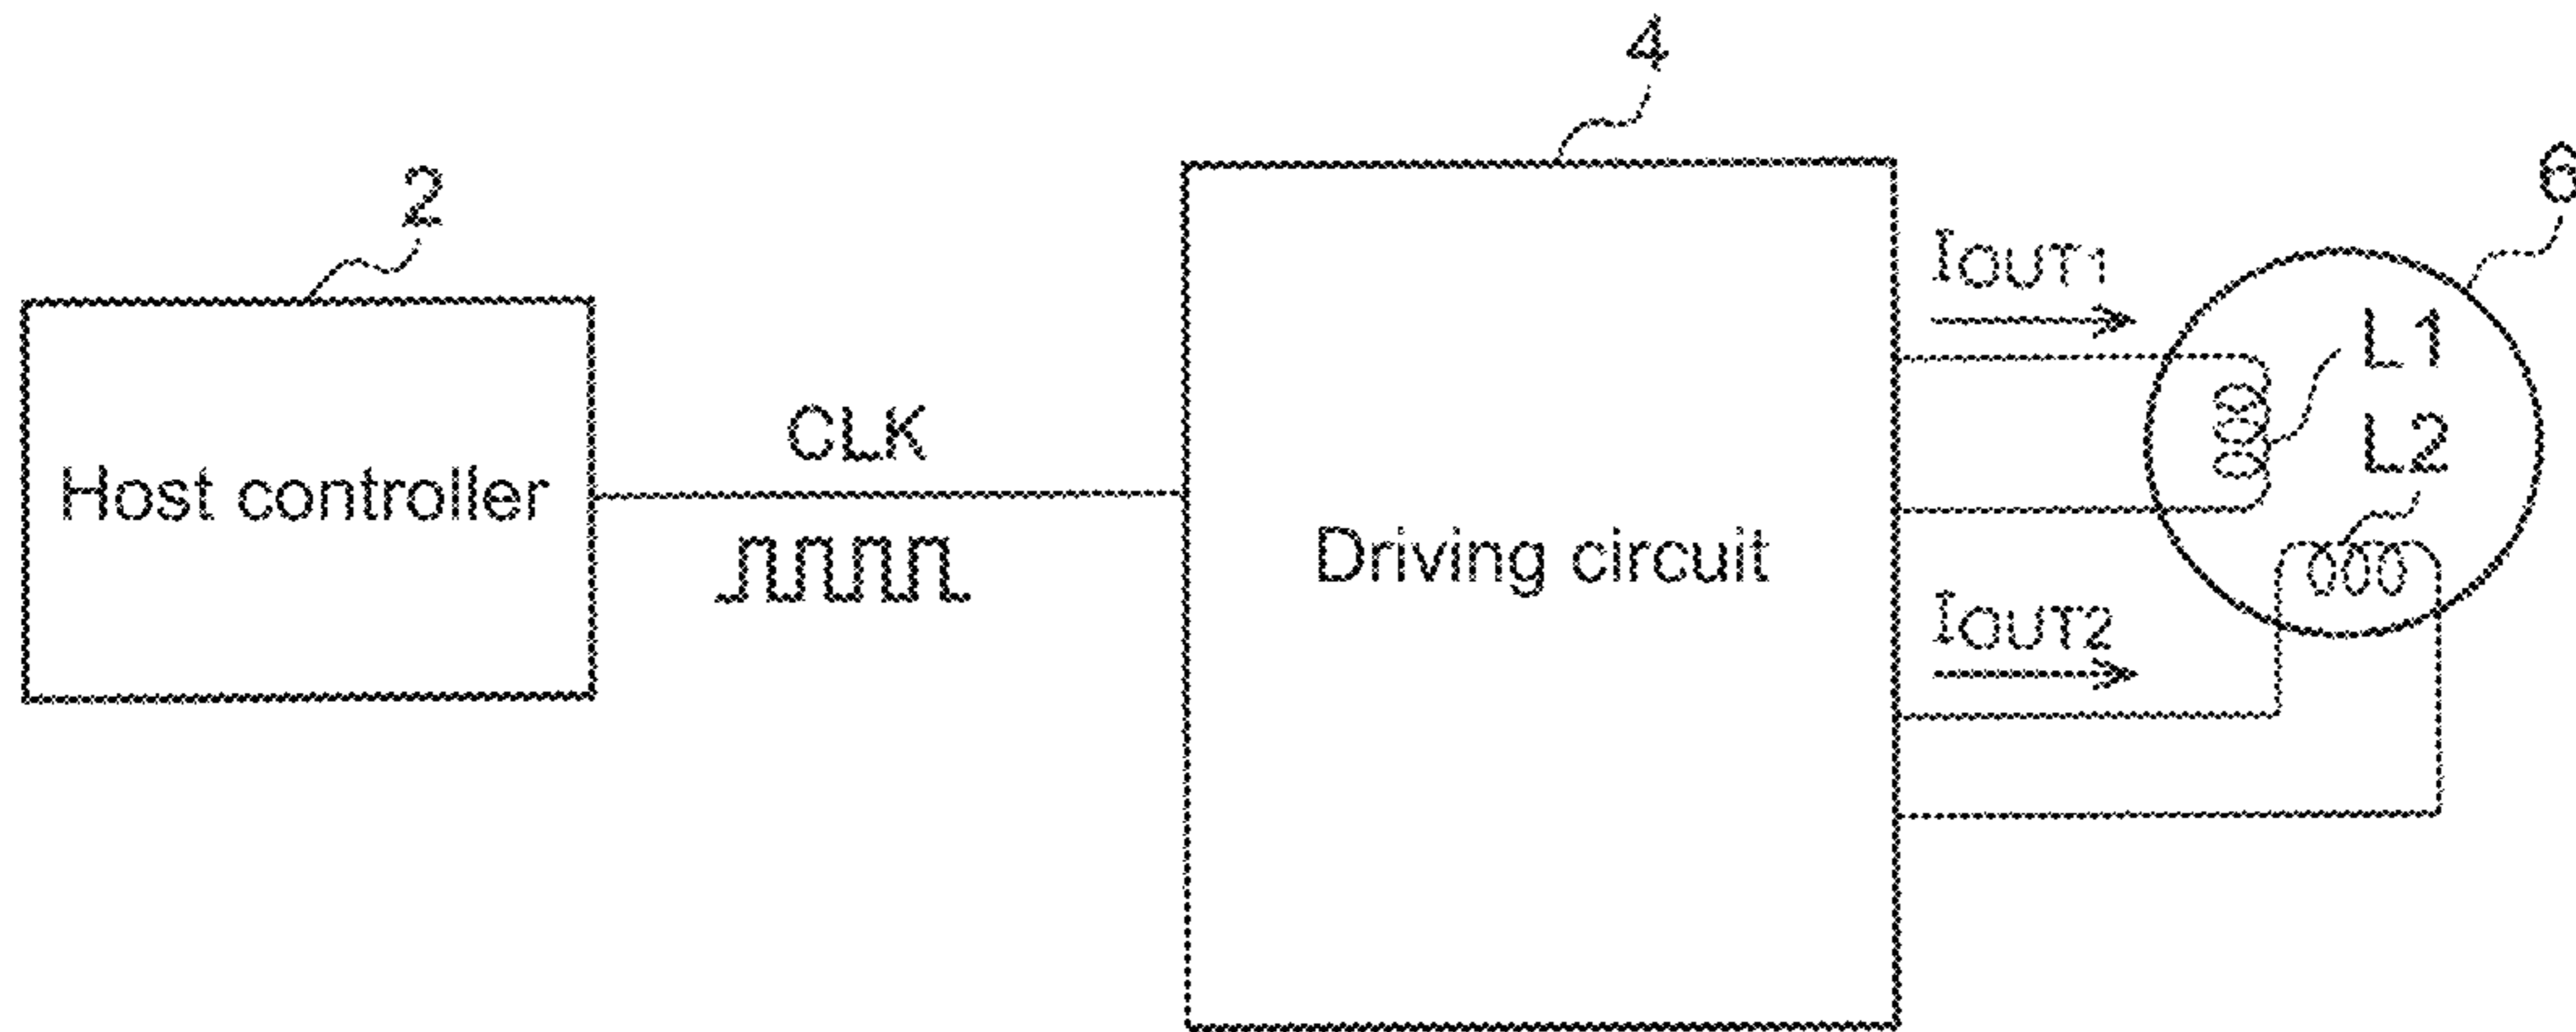 4
2
6
IOUT1
L1
CLK
L2
Host controller
Driving circuit
IOUT2